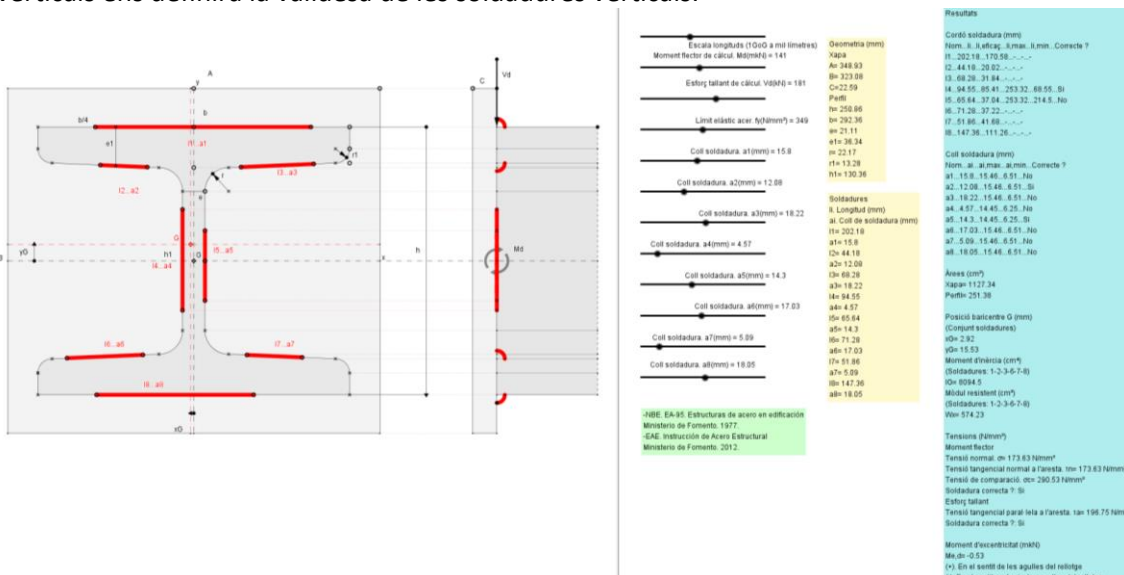 verticals ens definirà la validesa de les soldadures verticals.
A
y
b
b/4
e1
l1...a1
r1
l2...a2
l3...a3
r
e
G
yG
h1
G
l4...a4
l5...a5
x
h
l6...a6
l7...a7
l8...a8
xG
C
Vd
Md
Escala longituds (1GoG a mil límetres)
Moment flector de càlcul. Md(mkN) = 141
Esforç tallant de càlcul. Vd(kN) = 181
Límit elàstic acer. fy(N/mm²) = 349
Coll soldadura. a1(mm) = 15.8
Coll soldadura. a2(mm) = 12.08
Coll soldadura. a3(mm) = 18.22
Coll soldadura. a4(mm) = 4.57
Coll soldadura. a5(mm) = 14.3
Coll soldadura. a6(mm) = 17.03
Coll soldadura. a7(mm) = 5.09
Coll soldadura. a8(mm) = 18.05
-NBE. EA-95. Estructuras de acero en edificación
Ministerio de Fomento. 1977.
-EAE. Instrucción de Acero Estructural
Ministerio de Fomento. 2012.
Geometria (mm)
Xapa
A= 348.93
B= 323.08
C=22.59
Perfil
h= 250.86
b= 292.36
e= 21.11
e1= 36.34
r= 22.17
r1= 13.28
h1= 130.36
Soldadures
li. Longitud (mm)
ai. Coll de soldadura (mm)
l1= 202.18
a1= 15.8
l2= 44.18
a2= 12.08
l3= 68.28
a3= 18.22
l4= 94.55
a4= 4.57
l5= 65.64
a5= 14.3
l6= 71.28
a6= 17.03
l7= 51.86
a7= 5.09
l8= 147.36
a8= 18.05
Resultats
Cordó soldadura (mm)
Nom...li..li,eficaç...li,max..li,min...Correcte ?
l1...202.18...170.58...-...-...-
l2...44.18...20.02...-...-...-
l3...68.28...31.84...-...-...-
l4...94.55...85.41...253.32...68.55...Si
l5...65.64...37.04...253.32...214.5...No
l6...71.28...37.22...-...-...-
l7...51.86...41.68...-...-...-
l8...147.36...111.26...-...-...-
Coll soldadura (mm)
Nom...ai...ai,max...ai,min...Correcte ?
a1...15.8...15.46...6.51...No
a2...12.08...15.46...6.51...Si
a3...18.22...15.46...6.51...No
a4...4.57...14.45...6.25...No
a5...14.3...14.45...6.25...Si
a6...17.03...15.46...6.51...No
a7...5.09...15.46...6.51...No
a8...18.05...15.46...6.51...No
Àrees (cm²)
Xapa= 1127.34
Perfil= 251.36
Posició baricentre G (mm)
(Conjunt soldadures)
xG= 2.92
yG= 15.53
Moment d'inèrcia (cm⁴)
(Soldadures: 1-2-3-6-7-8)
IG= 8094.5
Mòdul resistent (cm³)
(Soldadures: 1-2-3-6-7-8)
Wx= 574.23
Tensions (N/mm²)
Moment flector
Tensió normal. σ= 173.63 N/mm²
Tensió tangencial normal a l'aresta. τn= 173.63 N/mm
Tensió de comparació. σc= 290.53 N/mm²
Soldadura correcta ?: Si
Esforç tallant
Tensió tangencial paral·lela a l'aresta. τa= 196.75 N/m
Soldadura correcta ?: Si
Moment d'excentricitat (mkN)
Me,d= -0.53
(+). En el sentit de les agulles del rellotge